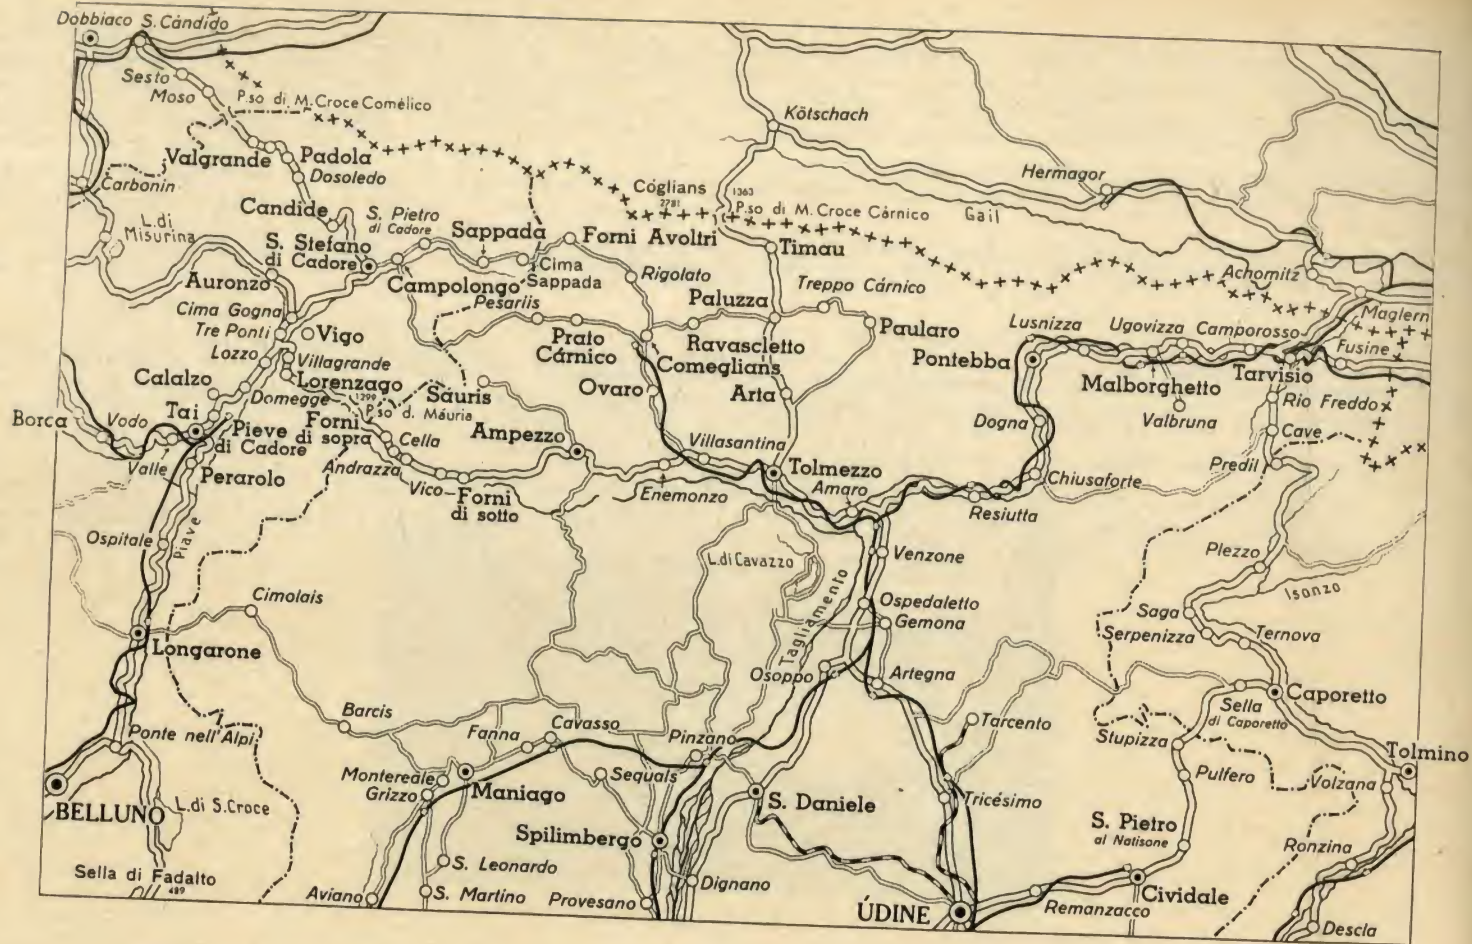 Dobbiaco S. Cándido
Sesto
Moso
P.so di M. Croce Comélico
Kötschach
Valgrande
Padola
Dosoledo
Carbonin
Cóglians
2781
1363
P.so di M. Croce Cárnico
Hermagor
Gail
Candide
S. Pietro
di Cadore
L. di
Misurina
S. Stefano
di Cadore
Sappada
Forni Avoltri
Timau
Cima
Sappada
Auronzo
Campolongo
Rigolato
Treppo Cárnico
Achomitz
Cima Gogna
Pesariis
Paluzza
Maglern
Tre Ponti
Vigo
Prato
Cárnico
Ravascletto
Paularo
Lusnizza
Ugovizza
Camporosso
Fusine
Lozzo
Villagrande
Comeglians
Pontebba
Calalzo
Lorenzago
Sáuris
Ovaro
Arta
Malborghetto
Tarvisio
Domegge
1299
P.so d. Máuria
Valbruna
Rio Freddo
Borca
Vodo
Tai
Pieve
di Cadore
Forni
di sopra
Cella
Ampezzo
Villasantina
Dogna
Cave
Valle
Perarolo
Andrazza
Vico
Forni
di sotto
Enemonzo
Tolmezzo
Amaro
Chiusaforte
Predil
Resiutta
Ospitale
Piave
L. di Cavazzo
Venzone
Plezzo
Isonzo
Cimolais
Tagliamento
Ospedaletto
Gemona
Saga
Serpenizza
Ternova
Longarone
Osoppo
Artegna
Caporetto
Sella
di Caporetto
Barcis
Ponte nell'Alpi
Fanna
Cavasso
Pinzano
Tarcento
Stupizza
Tolmino
Montereale
Grizzo
Maniago
Sequals
S. Daniele
Tricésimo
Pulfero
Volzana
BELLUNO
L. di S. Croce
Spilimbergo
S. Pietro
al Natisone
Ronzina
Sella di Fadalto
489
S. Leonardo
Aviano
S. Martino
Provesano
Dignano
ÚDINE
Remanzacco
Cividale
Descla